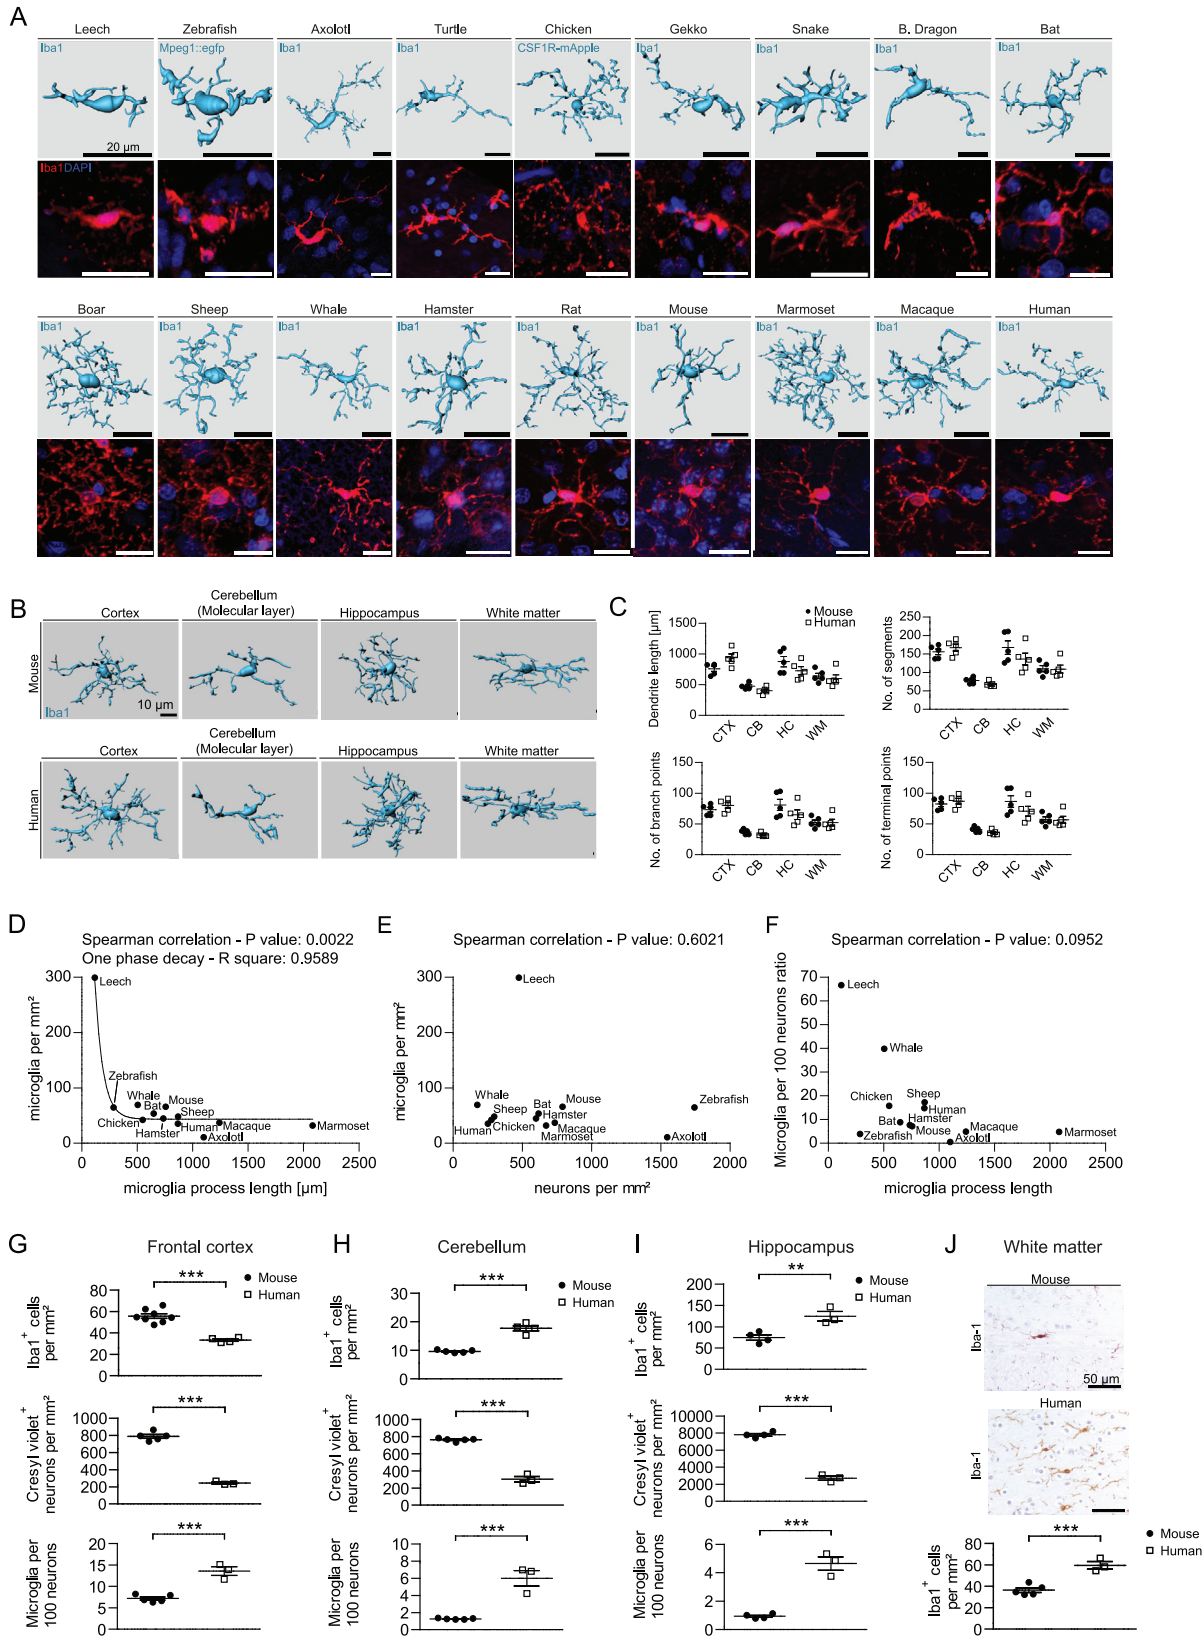 A
Leech Zebrafish Axolotl Turtle Chicken Gekko Snake B. Dragon Bat
Iba1 Mpeg1::egfp Iba1 Iba1 CSF1R-mApple Iba1 Iba1 Iba1 Iba1
20 µm
Iba1DAPI
Boar Sheep Whale Hamster Rat Mouse Marmoset Macaque Human
Iba1 Iba1 Iba1 Iba1 Iba1 Iba1 Iba1 Iba1 Iba1
B
Cortex Cerebellum (Molecular layer) Hippocampus White matter
Mouse
10 µm
Iba1
Cortex Cerebellum (Molecular layer) Hippocampus White matter
Human
C
Mouse
Human
Dendrite length [µm]
1500
1000
500
0
CTX CB HC WM
No. of segments
250
200
150
100
50
0
CTX CB HC WM
No. of branch points
150
100
50
0
CTX CB HC WM
No. of terminal points
150
100
50
0
CTX CB HC WM
D
Spearman correlation - P value: 0.0022
One phase decay - R square: 0.9589
microglia per mm²
300
200
100
0
Leech
Zebrafish
Whale
Bat
Mouse
Sheep
Chicken
Hamster
Human
Macaque
Axolotl
Marmoset
0 500 1000 1500 2000 2500
microglia process length [µm]
E
Spearman correlation - P value: 0.6021
microglia per mm²
300
200
100
0
Leech
Whale
Sheep
Mouse
Hamster
Zebrafish
Human
Chicken
Macaque
Marmoset
Axolotl
0 500 1000 1500 2000
neurons per mm²
F
Spearman correlation - P value: 0.0952
Microglia per 100 neurons ratio
70
60
50
40
30
20
10
0
Leech
Whale
Chicken
Sheep
Human
Bat
Hamster
Zebrafish
Mouse
Macaque
Axolotl
Marmoset
0 500 1000 1500 2000 2500
microglia process length
G
Frontal cortex
Mouse
Human
***
Iba1+ cells per mm²
80
60
40
20
0
***
Cresyl violet+ neurons per mm²
1000
800
600
400
200
0
***
Microglia per 100 neurons
20
15
10
5
0
H
Cerebellum
Mouse
Human
***
Iba1+ cells per mm²
30
20
10
0
***
Cresyl violet+ neurons per mm²
1000
800
600
400
200
0
***
Microglia per 100 neurons
10
8
6
4
2
0
I
Hippocampus
Mouse
Human
**
Iba1+ cells per mm²
200
150
100
50
0
***
Cresyl violet+ neurons per mm²
10000
8000
6000
4000
2000
0
***
Microglia per 100 neurons
6
4
2
0
J
White matter
Mouse
Iba-1
50 µm
Human
Iba-1
***
Mouse
Human
Iba1+ cells per mm²
80
60
40
20
0